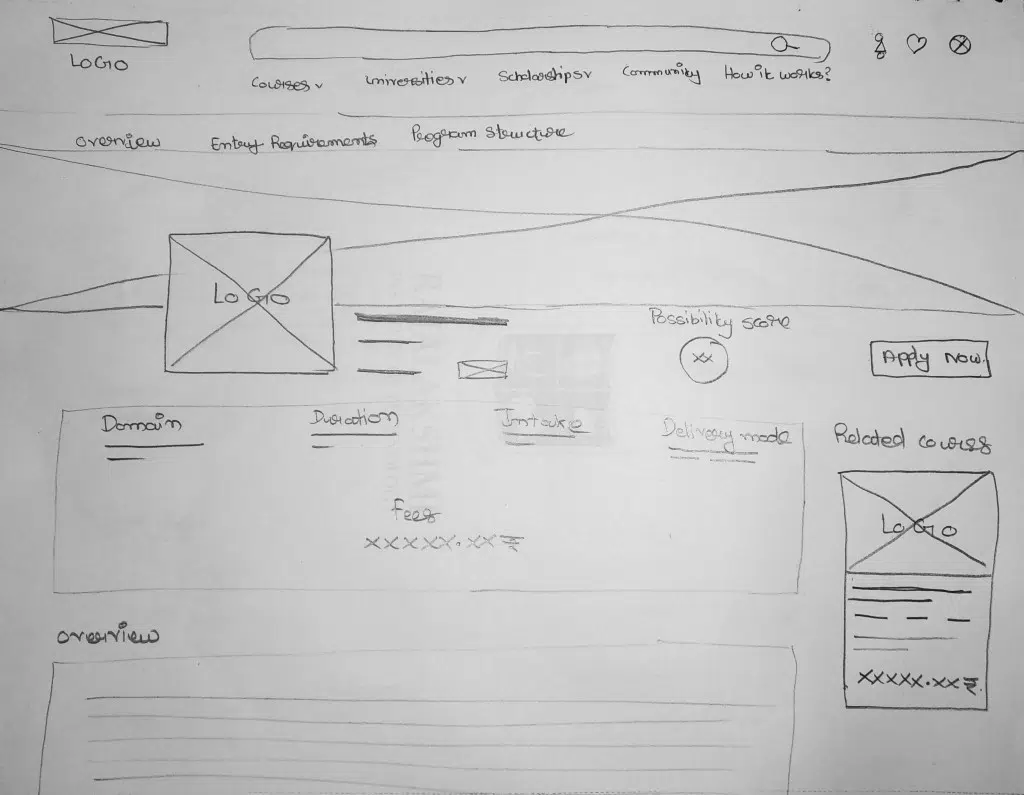 LOGO
Courses ∨ Universities ∨ Scholarships ∨ Community How it works?
Overview Entry Requirements Program Structure
LOGO
Possibility score
XX
Apply Now.
Domain Duration Intake Delivery mode
Related courses
Fees
XXXXX.XX ₹
LOGO
Overview
XXXXX.XX ₹